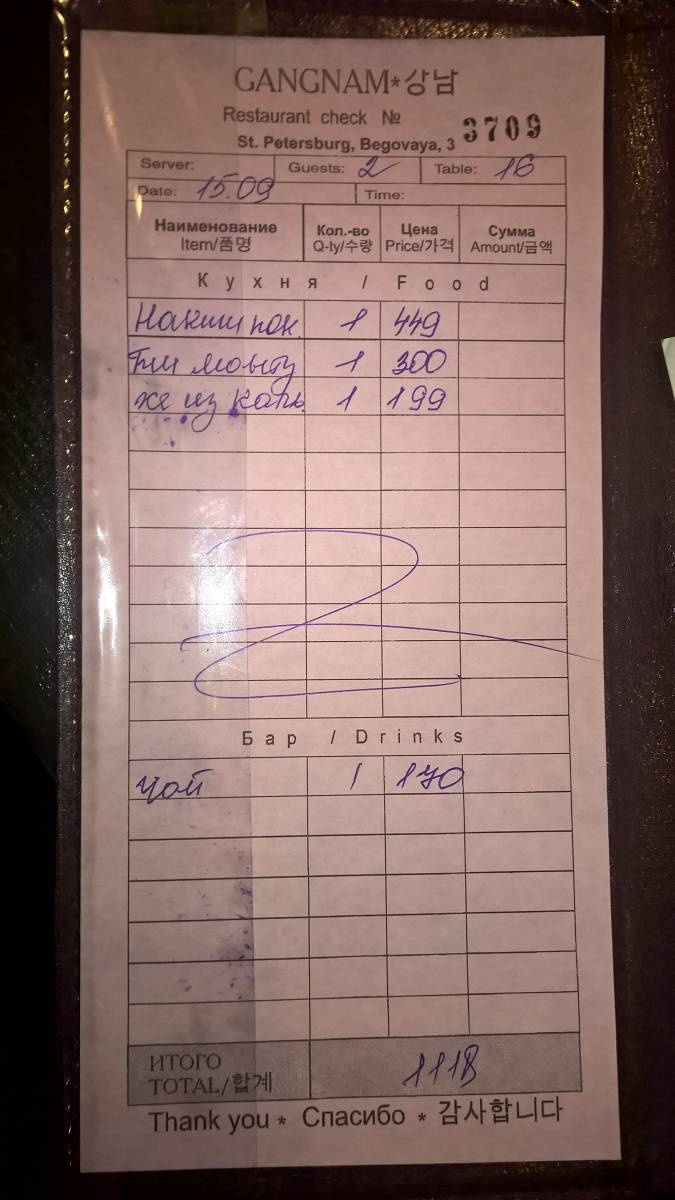 GANGNAM*상남
Restaurant check № 3709
St. Petersburg, Begovaya, 3
Server: Guests: 2 Table: 16
Date: 15.09 Time:
Наименование Кол.-во Цена Сумма
Item/품명 Q-ty/수량 Price/가격 Amount/금액
Кухня / Food
1 449
1 300
же из 1 199
Бар / Drinks
чай 1 170
ИТОГО
TOTAL/합계 1118
Thank you * Спасибо * 감사합니다